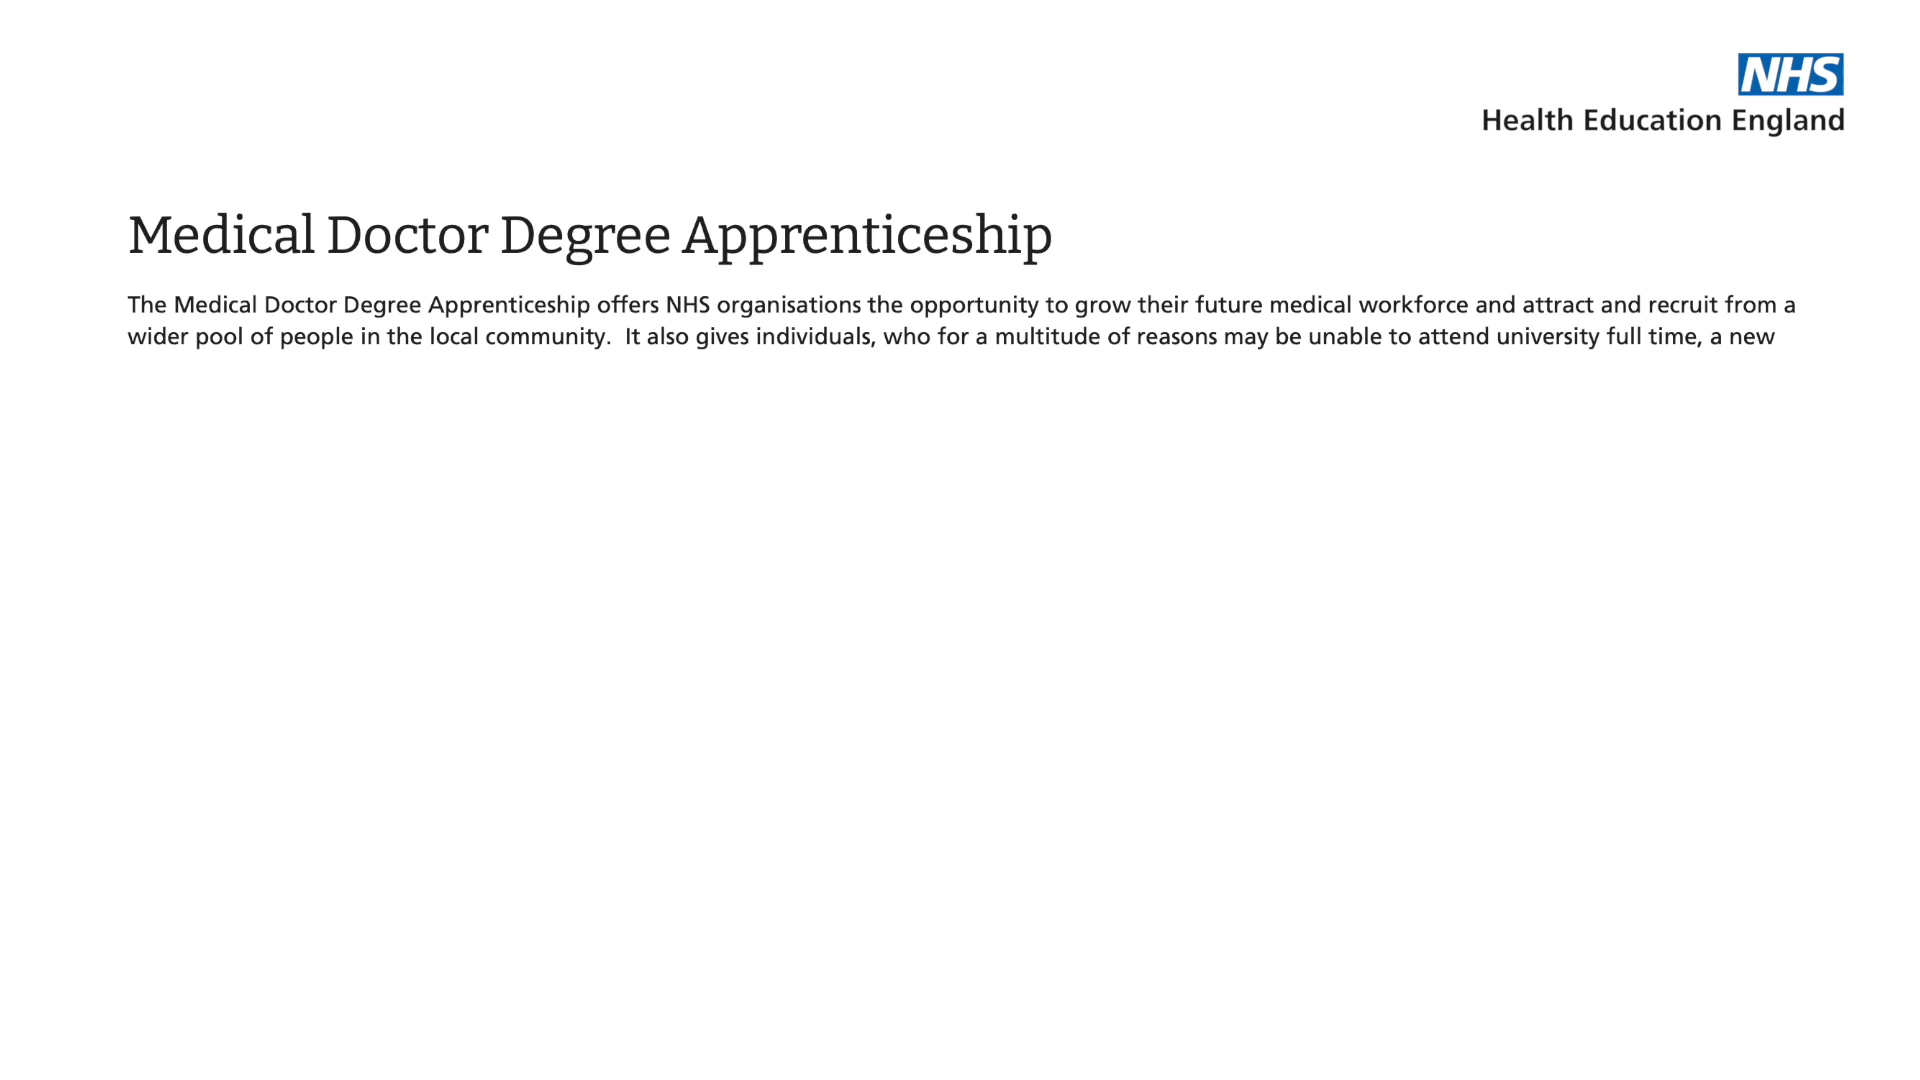 NHS
Health Education England
Medical Doctor Degree Apprenticeship
The Medical Doctor Degree Apprenticeship offers NHS organisations the opportunity to grow their future medical workforce and attract and recruit from a
wider pool of people in the local community.  It also gives individuals, who for a multitude of reasons may be unable to attend university full time, a new